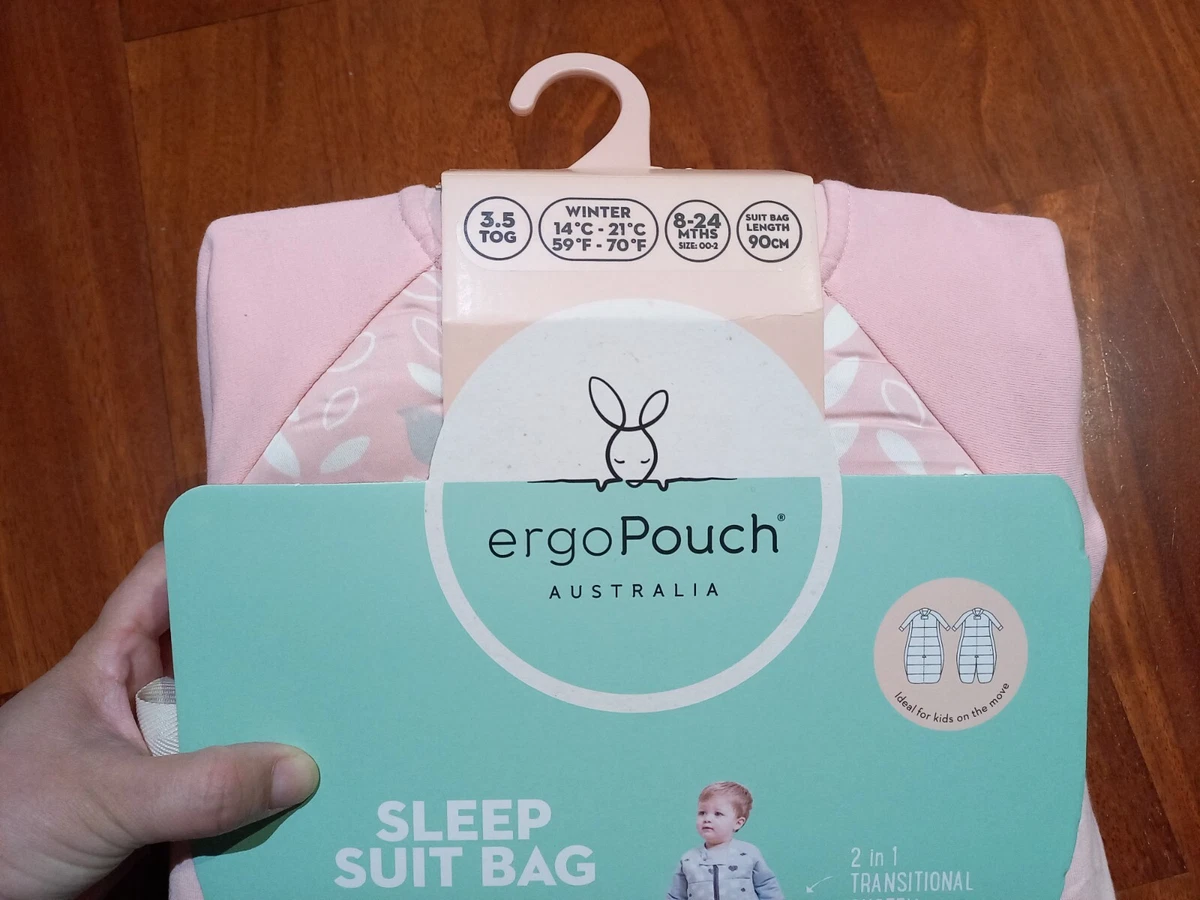 3.5
TOG
WINTER
14°C - 21°C
59°F - 70°F
8-24
MTHS
SIZE: 00-2
SUIT BAG
LENGTH
90CM
ergoPouch®
AUSTRALIA
Ideal for kids on the move
SLEEP
SUIT BAG
2 in 1
TRANSITIONAL